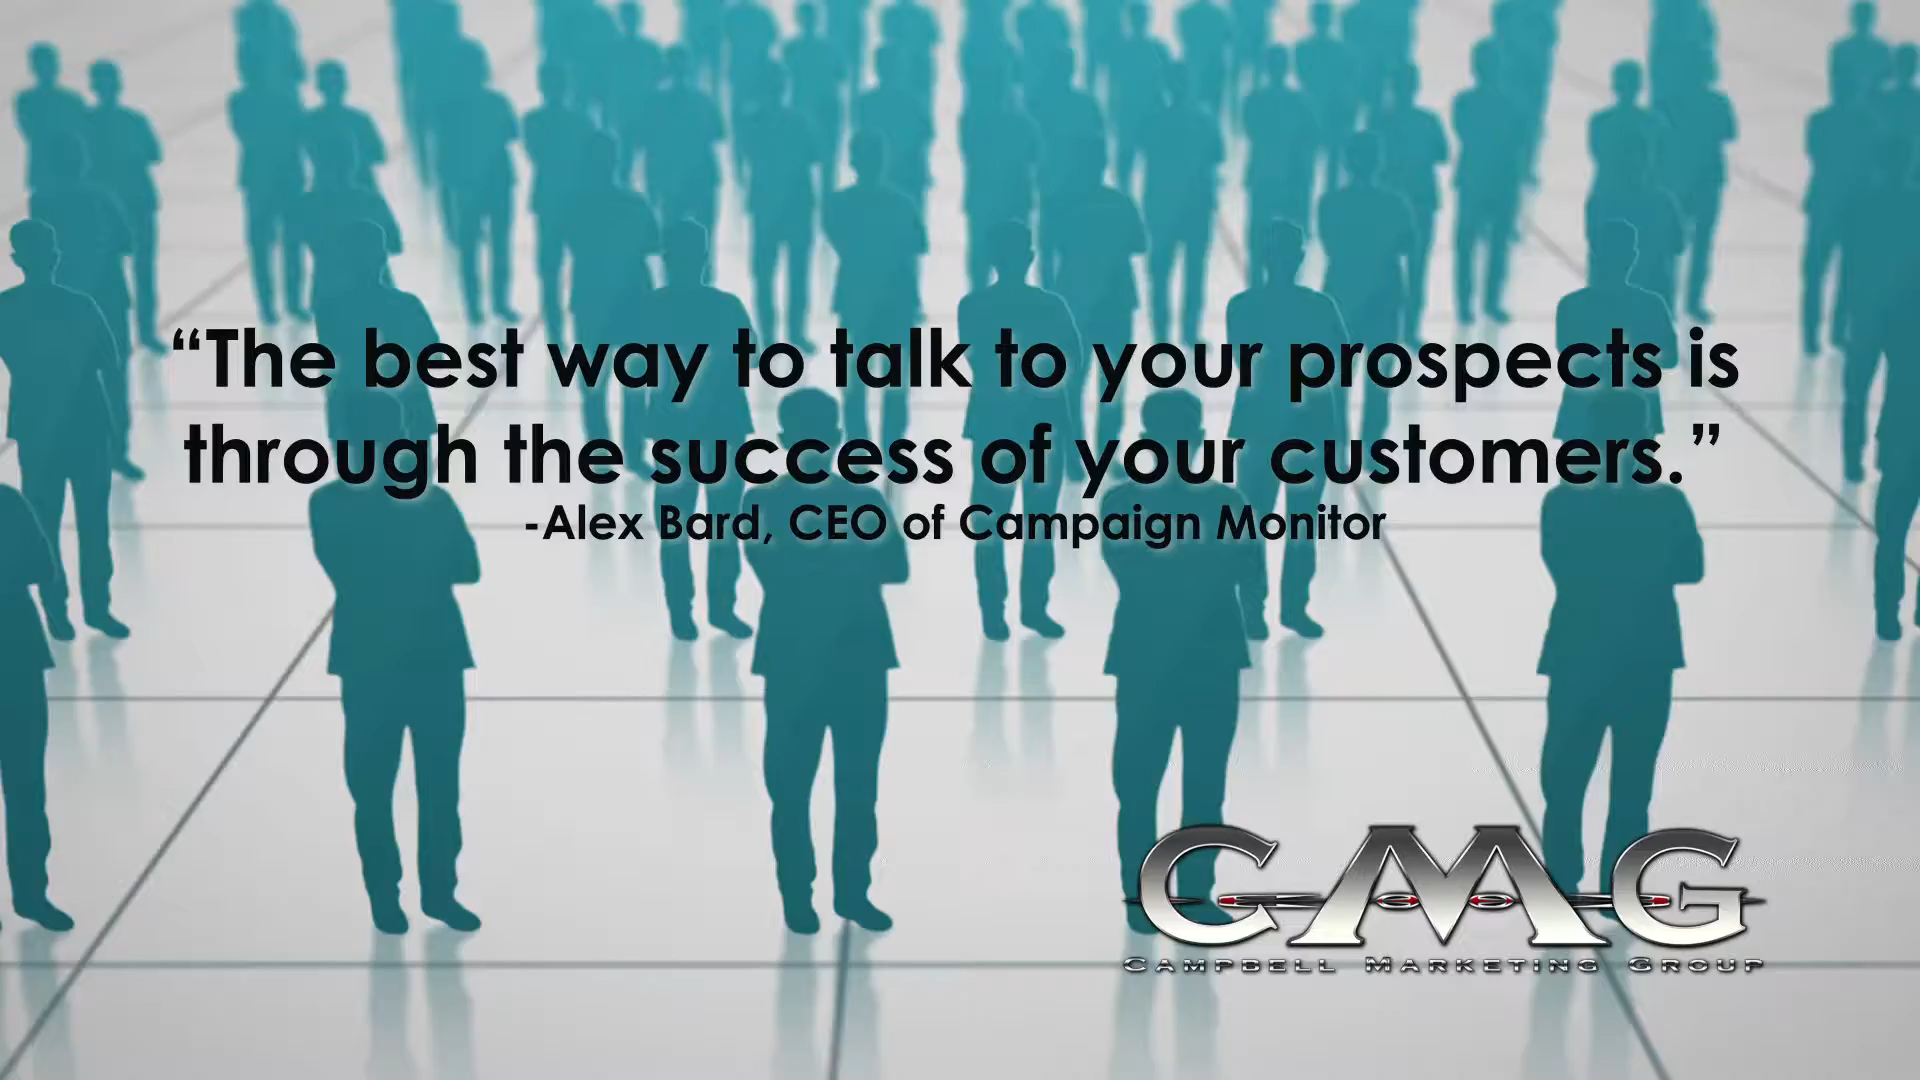 “The best way to talk to your prospects is
through the success of your customers.”
-Alex Bard, CEO of Campaign Monitor
CMG
Campbell Marketing Group